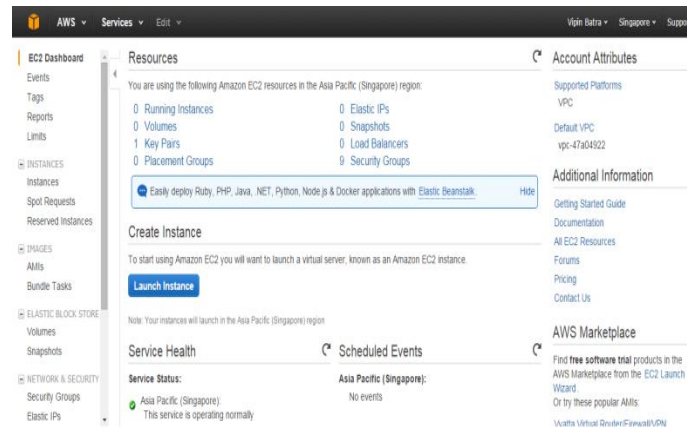 AWS Services Edit Vipin Batra Singapore Suppo
EC2 Dashboard
Events
Tags
Reports
Limits
INSTANCES
Instances
Spot Requests
Reserved Instances
IMAGES
AMIs
Bundle Tasks
ELASTIC BLOCK STORE
Volumes
Snapshots
NETWORK & SECURITY
Security Groups
Elastic IPs
Resources
You are using the following Amazon EC2 resources in the Asia Pacific (Singapore) region:
0 Running Instances
0 Volumes
1 Key Pairs
0 Placement Groups
0 Elastic IPs
0 Snapshots
0 Load Balancers
9 Security Groups
Easily deploy Ruby, PHP, Java, .NET, Python, Node.js & Docker applications with Elastic Beanstalk. Hide
Create Instance
To start using Amazon EC2 you will want to launch a virtual server, known as an Amazon EC2 instance.
Launch Instance
Note: Your instances will launch in the Asia Pacific (Singapore) region
Service Health
Service Status:
Asia Pacific (Singapore):
This service is operating normally
Scheduled Events
Asia Pacific (Singapore):
No events
Account Attributes
Supported Platforms
VPC
Default VPC
vpc-47a04922
Additional Information
Getting Started Guide
Documentation
All EC2 Resources
Forums
Pricing
Contact Us
AWS Marketplace
Find free software trial products in the
AWS Marketplace from the EC2 Launch
Wizard.
Or try these popular AMIs:
Vyatta Virtual Router/Firewall/VPN